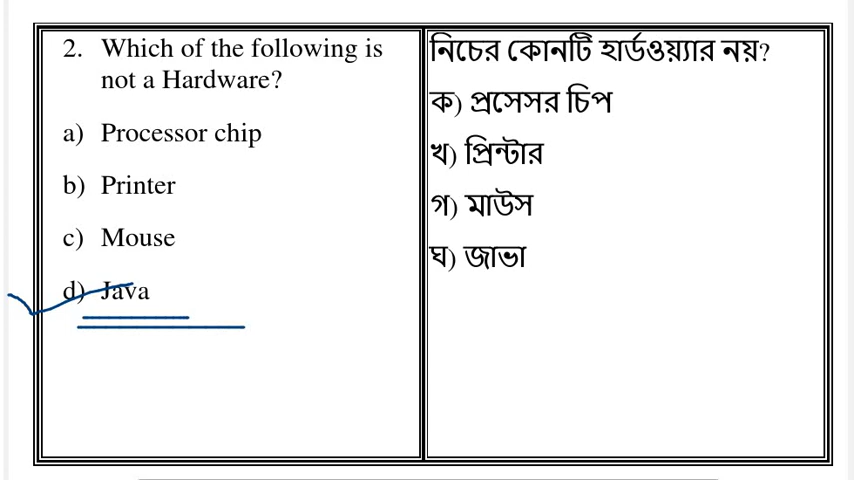 2. Which of the following is
not a Hardware?
a) Processor chip
b) Printer
c) Mouse
d) Java
নিচের কোনটি হার্ডওয়্যার নয়?
ক) প্রসেসর চিপ
খ) প্রিন্টার
গ) মাউস
ঘ) জাভা